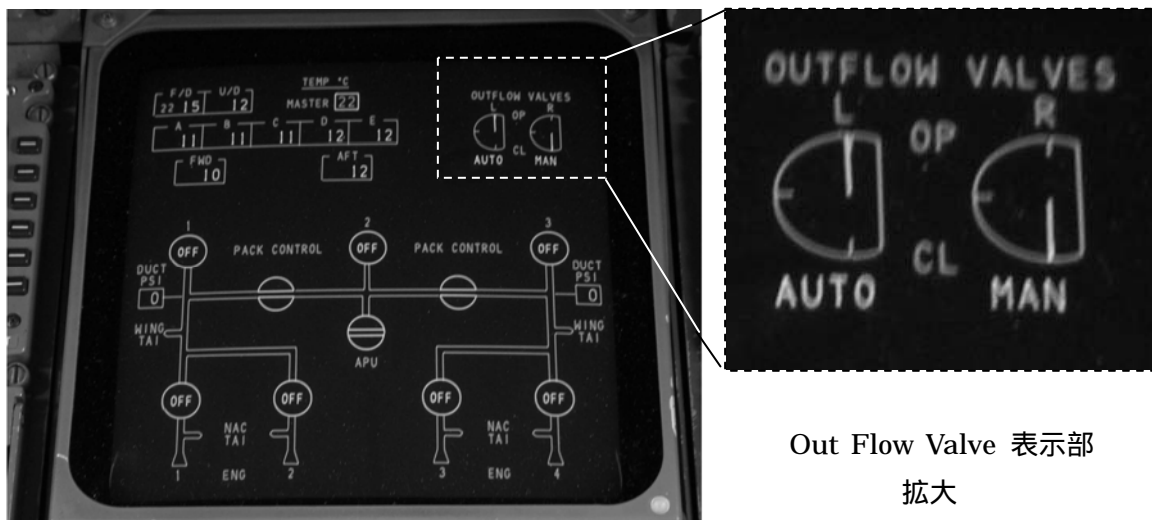 TEMP °C
F/D U/D
22 15 12
MASTER 22
A B C D E
11 11 11 12 12
FWD
10
AFT
12
OUTFLOW VALVES
L R
OP
CL
AUTO MAN
1 2 3
OFF OFF OFF
PACK CONTROL PACK CONTROL
DUCT
PSI
0
DUCT
PSI
0
WING
TAI
WING
TAI
APU
OFF OFF OFF OFF
NAC
TAI
NAC
TAI
1 ENG 2 3 ENG 4
OUTFLOW VALVES
L R
OP
CL
AUTO MAN
Out Flow Valve 表示部
拡大